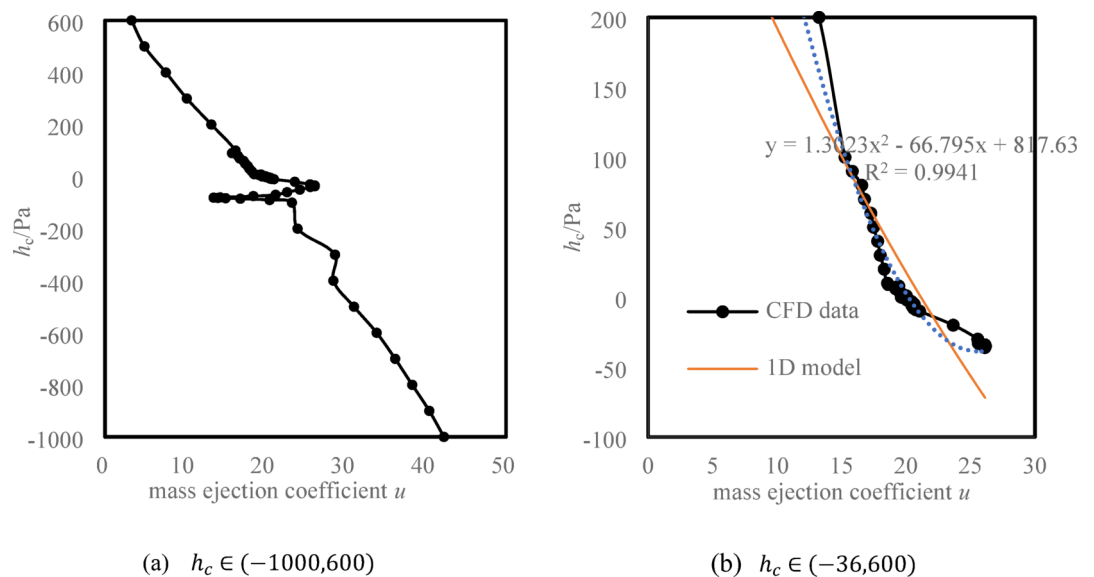 600
400
200
0
-200
-400
-600
-800
-1000
h_c/Pa
0 10 20 30 40 50
mass ejection coefficient u
(a) h_c ∈ (−1000,600)
200
150
100
50
0
-50
-100
h_c/Pa
y = 1.3023x² - 66.795x + 817.63
R² = 0.9941
CFD data
1D model
0 5 10 15 20 25 30
mass ejection coefficient u
(b) h_c ∈ (−36,600)